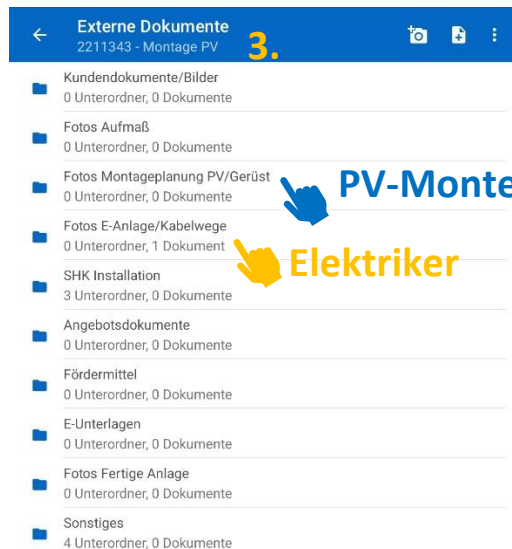 Externe Dokumente
2211343 - Montage PV
3.
Kundendokumente/Bilder
0 Unterordner, 0 Dokumente
Fotos Aufmaß
0 Unterordner, 0 Dokumente
Fotos Montageplanung PV/Gerüst
0 Unterordner, 0 Dokumente
PV-Monte
Fotos E-Anlage/Kabelwege
0 Unterordner, 1 Dokument
Elektriker
SHK Installation
3 Unterordner, 0 Dokumente
Angebotsdokumente
0 Unterordner, 0 Dokumente
Fördermittel
0 Unterordner, 0 Dokumente
E-Unterlagen
0 Unterordner, 0 Dokumente
Fotos Fertige Anlage
0 Unterordner, 0 Dokumente
Sonstiges
4 Unterordner, 0 Dokumente